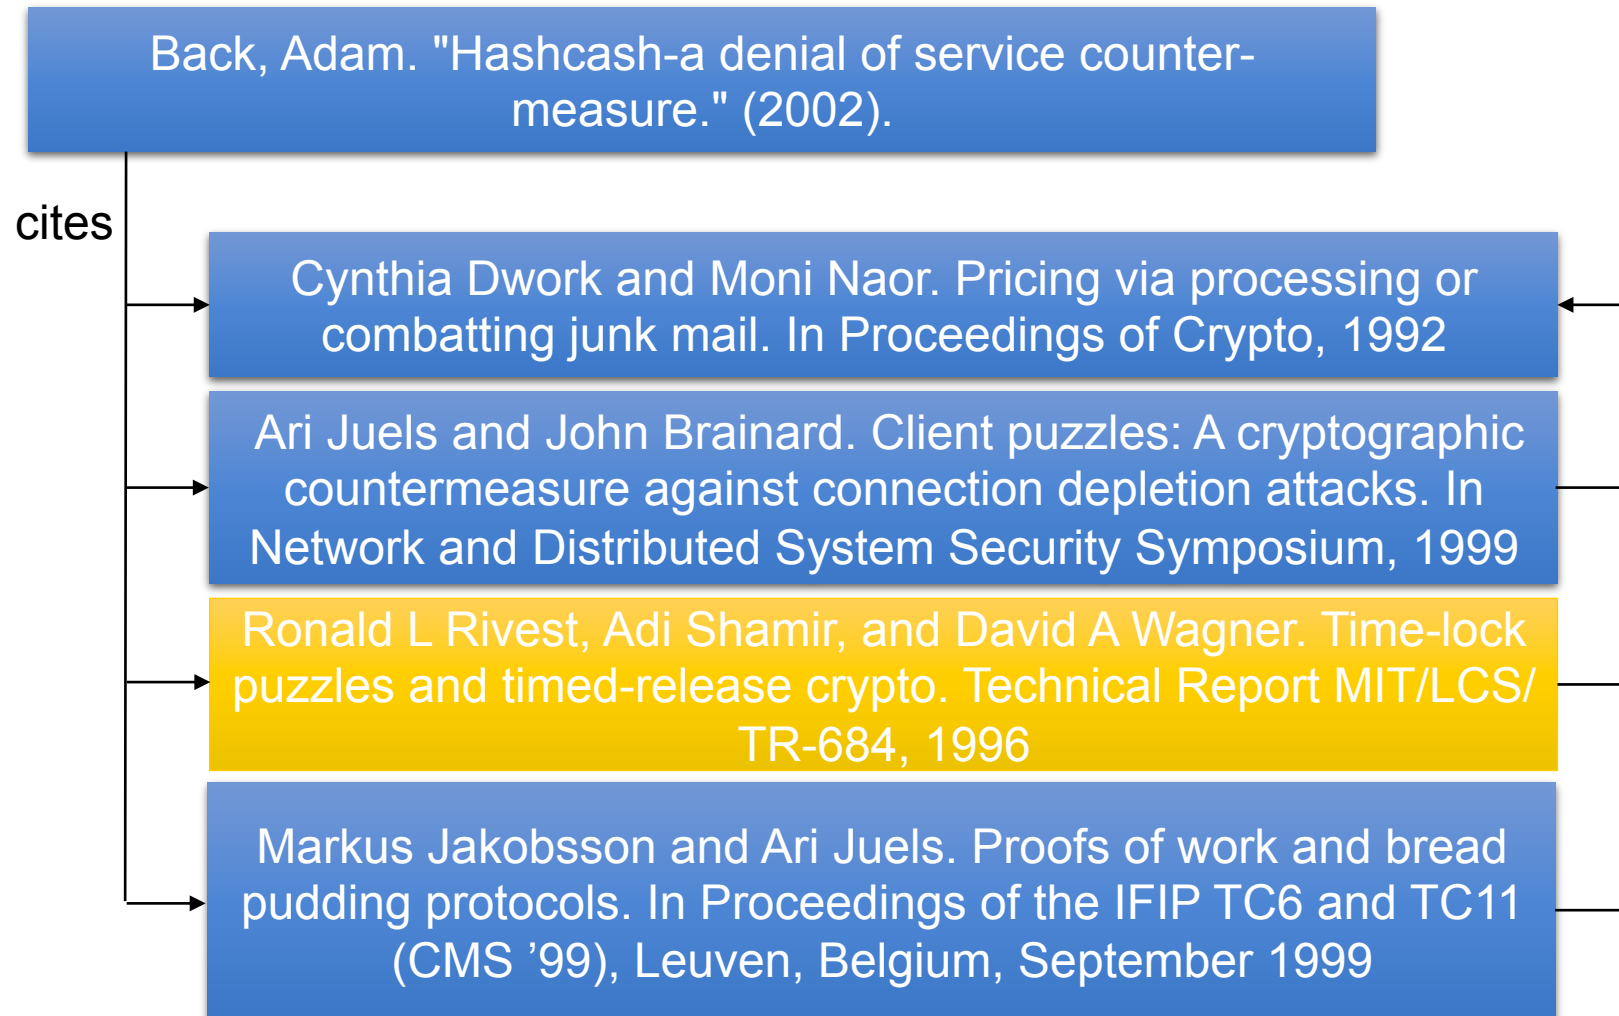 Back, Adam. "Hashcash-a denial of service counter-
measure." (2002).
cites
Cynthia Dwork and Moni Naor. Pricing via processing or
combatting junk mail. In Proceedings of Crypto, 1992
Ari Juels and John Brainard. Client puzzles: A cryptographic
countermeasure against connection depletion attacks. In
Network and Distributed System Security Symposium, 1999
Ronald L Rivest, Adi Shamir, and David A Wagner. Time-lock
puzzles and timed-release crypto. Technical Report MIT/LCS/
TR-684, 1996
Markus Jakobsson and Ari Juels. Proofs of work and bread
pudding protocols. In Proceedings of the IFIP TC6 and TC11
(CMS ’99), Leuven, Belgium, September 1999